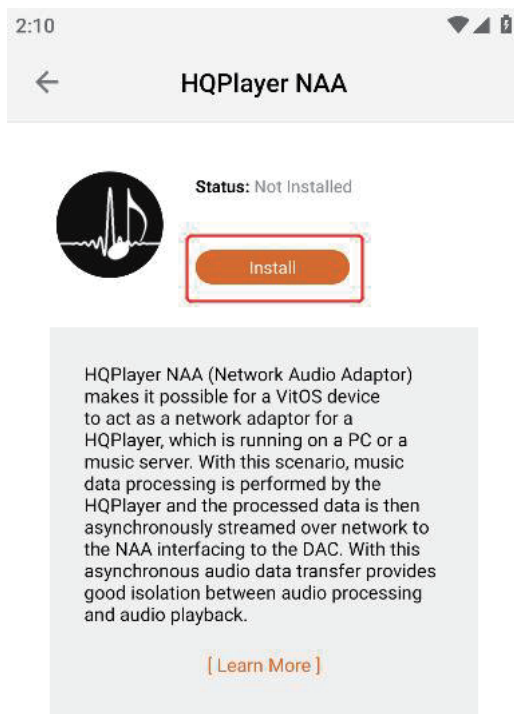 2:10
HQPlayer NAA
Status: Not Installed
Install
HQPlayer NAA (Network Audio Adaptor)
makes it possible for a VitOS device
to act as a network adaptor for a
HQPlayer, which is running on a PC or a
music server. With this scenario, music
data processing is performed by the
HQPlayer and the processed data is then
asynchronously streamed over network to
the NAA interfacing to the DAC. With this
asynchronous audio data transfer provides
good isolation between audio processing
and audio playback.
[ Learn More ]